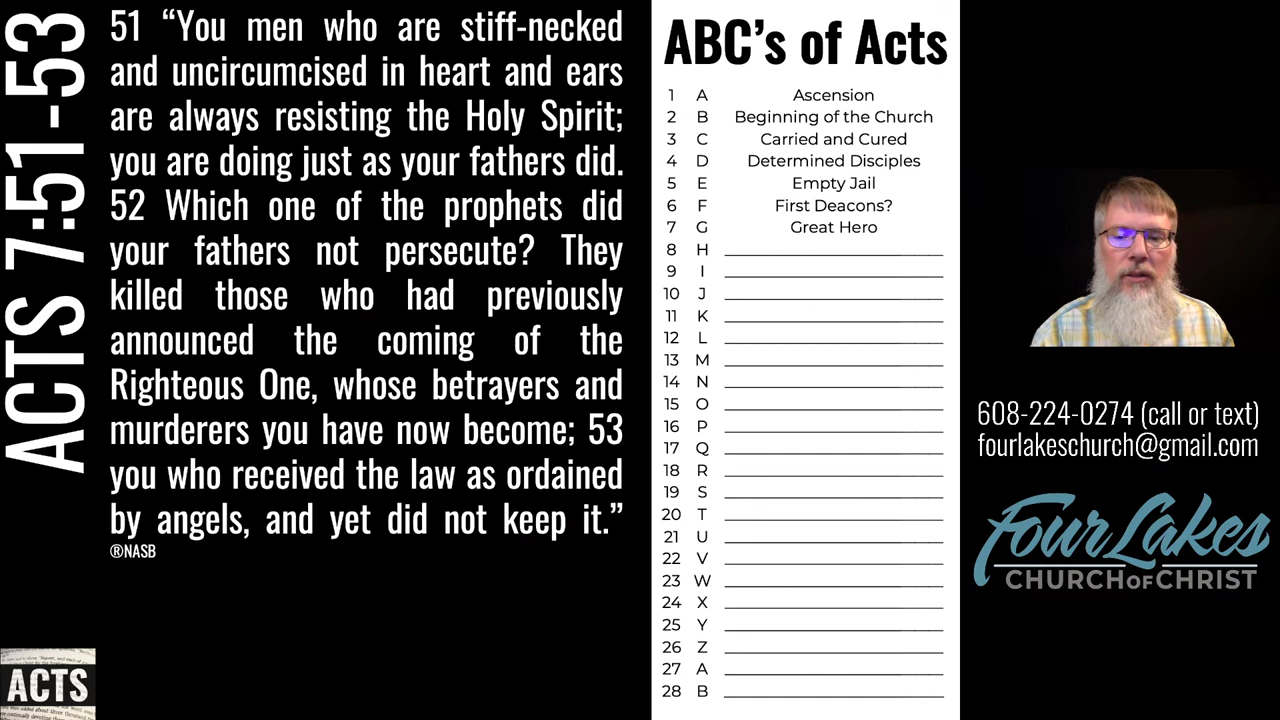 ACTS 7:51-53
51 “You men who are stiff-necked
and uncircumcised in heart and ears
are always resisting the Holy Spirit;
you are doing just as your fathers did.
52 Which one of the prophets did
your fathers not persecute? They
killed those who had previously
announced the coming of the
Righteous One, whose betrayers and
murderers you have now become; 53
you who received the law as ordained
by angels, and yet did not keep it.”
®NASB
ACTS
ABC’s of Acts
1 A Ascension
2 B Beginning of the Church
3 C Carried and Cured
4 D Determined Disciples
5 E Empty Jail
6 F First Deacons?
7 G Great Hero
8 H
9 I
10 J
11 K
12 L
13 M
14 N
15 O
16 P
17 Q
18 R
19 S
20 T
21 U
22 V
23 W
24 X
25 Y
26 Z
27 A
28 B
608-224-0274 (call or text)
fourlakeschurch@gmail.com
Four Lakes
CHURCH OF CHRIST